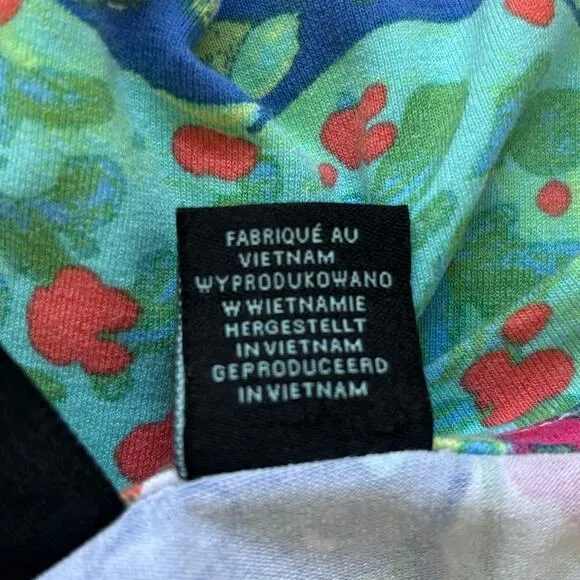 FABRIQUÉ AU
VIETNAM
WYPRODUKOWANO
W WIETNAMIE
HERGESTELLT
IN VIETNAM
GEPRODUCEERD
IN VIETNAM